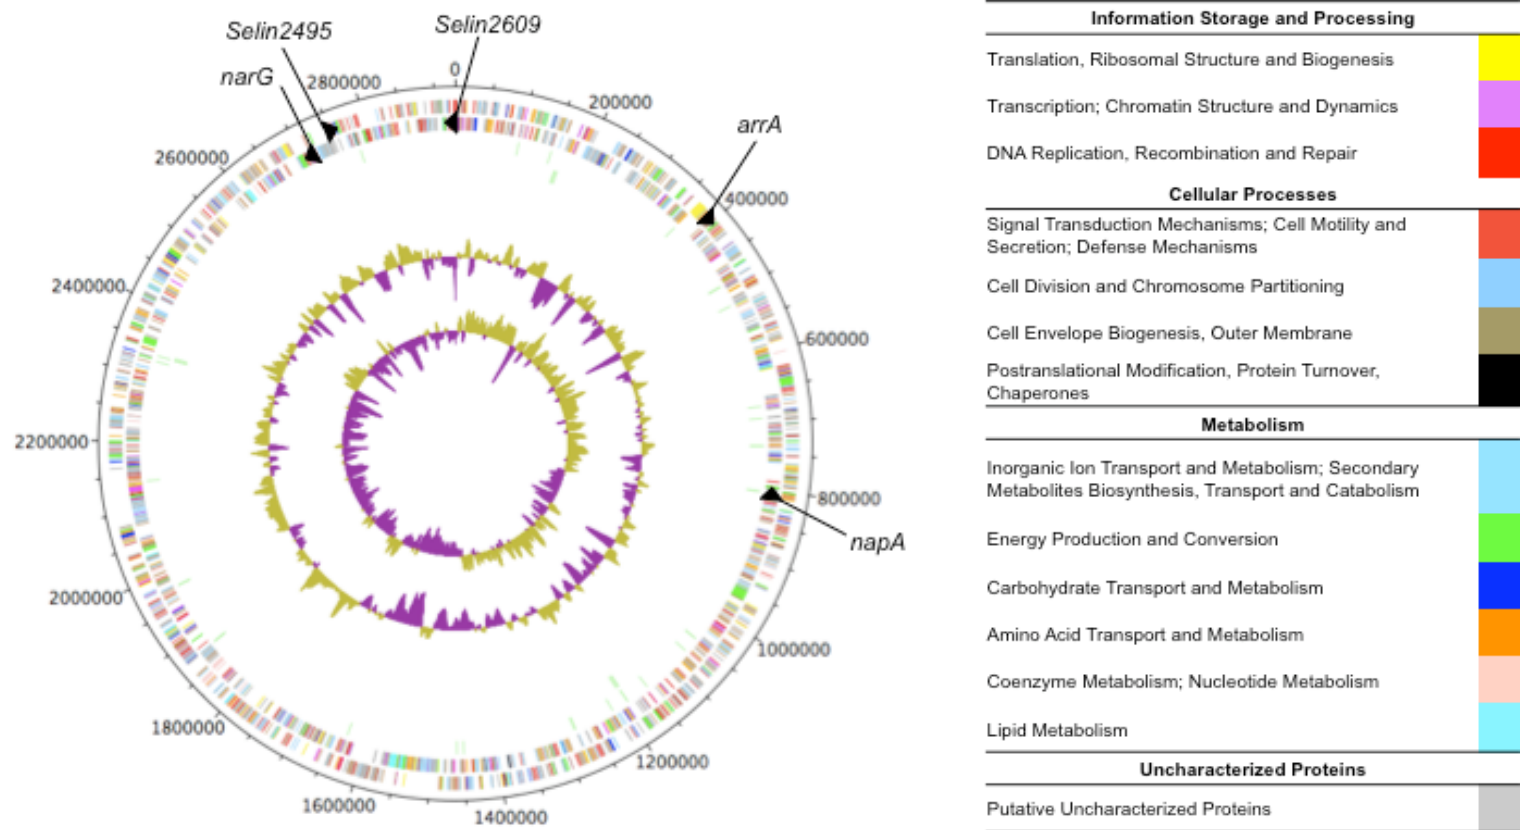 Selin2495
Selin2609
narG
arrA
napA
0
200000
400000
600000
800000
1000000
1200000
1400000
1600000
1800000
2000000
2200000
2400000
2600000
2800000
Information Storage and Processing
Translation, Ribosomal Structure and Biogenesis
Transcription; Chromatin Structure and Dynamics
DNA Replication, Recombination and Repair
Cellular Processes
Signal Transduction Mechanisms; Cell Motility and
Secretion; Defense Mechanisms
Cell Division and Chromosome Partitioning
Cell Envelope Biogenesis, Outer Membrane
Postranslational Modification, Protein Turnover,
Chaperones
Metabolism
Inorganic Ion Transport and Metabolism; Secondary
Metabolites Biosynthesis, Transport and Catabolism
Energy Production and Conversion
Carbohydrate Transport and Metabolism
Amino Acid Transport and Metabolism
Coenzyme Metabolism; Nucleotide Metabolism
Lipid Metabolism
Uncharacterized Proteins
Putative Uncharacterized Proteins